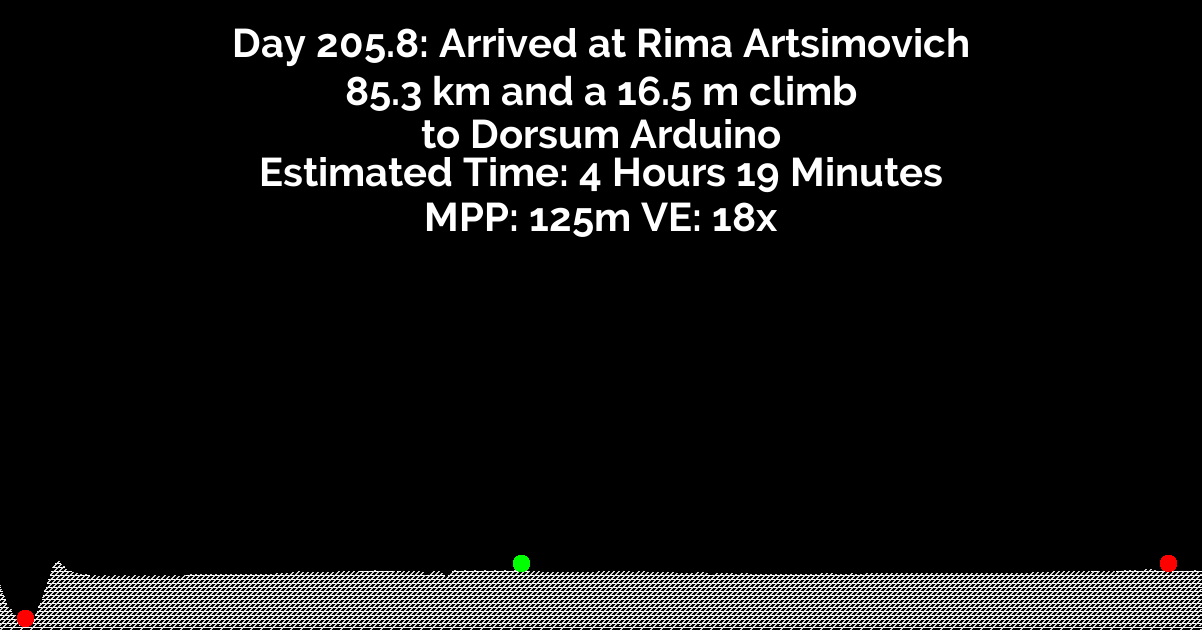 Day 205.8: Arrived at Rima Artsimovich
85.3 km and a 16.5 m climb
to Dorsum Arduino
Estimated Time: 4 Hours 19 Minutes
MPP: 125m VE: 18x